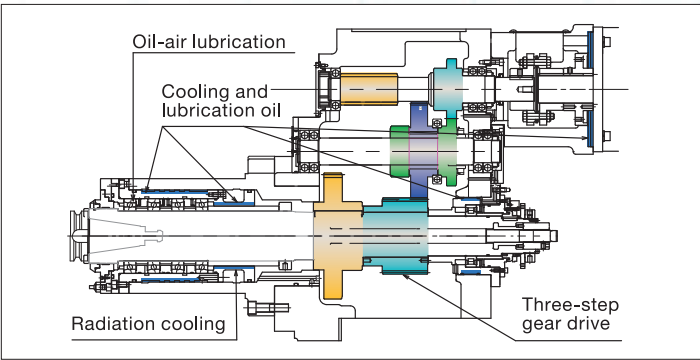 Oil-air lubrication
Cooling and
lubrication oil
Radiation cooling
Three-step
gear drive